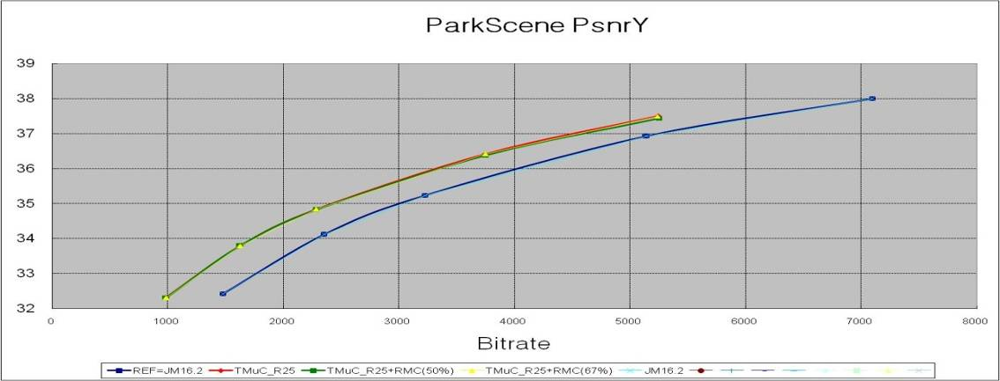 ParkScene PsnrY
39
38
37
36
35
34
33
32
0 1000 2000 3000 4000 5000 6000 7000 8000
Bitrate
REF=JM16.2 TMuC_R25 TMuC_R25+RMC(50%) TMuC_R25+RMC(67%) JM16.2